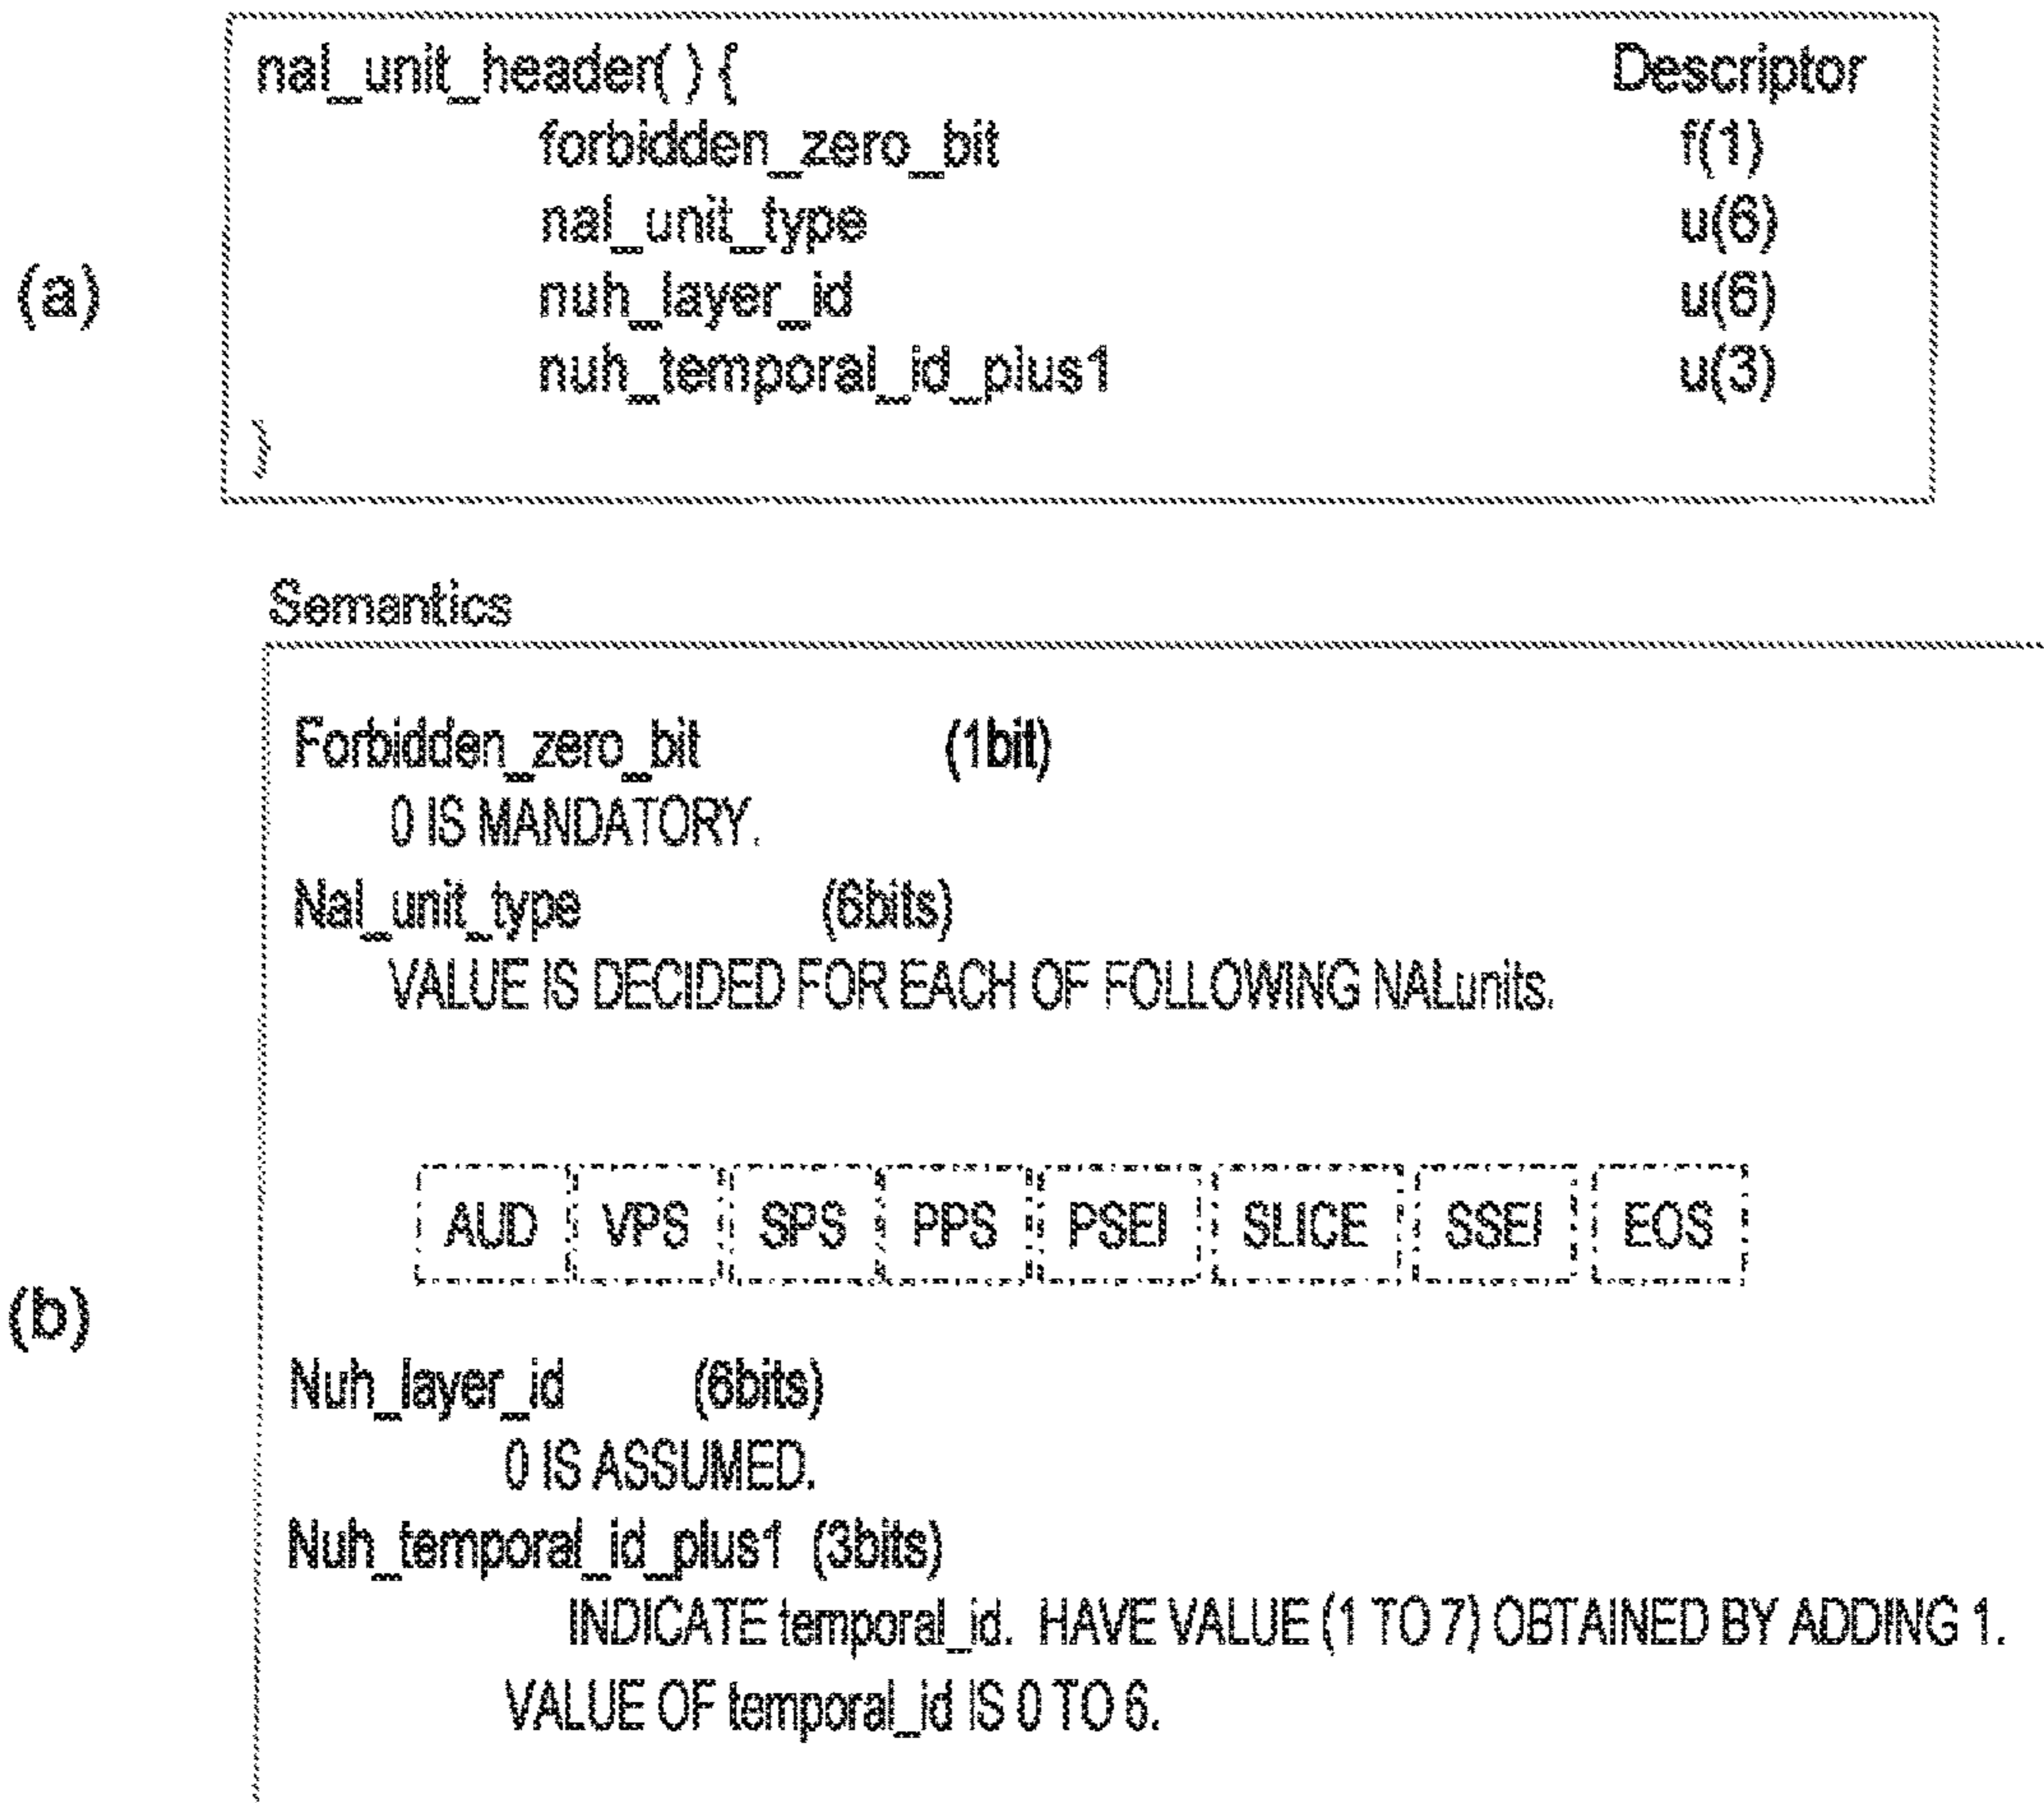 nal_unit_header( ) { Descriptor
forbidden_zero_bit f(1)
nal_unit_type u(6)
(a) nuh_layer_id u(6)
nuh_temporal_id_plus1 u(3)
}
Semantics
Forbidden_zero_bit (1bit)
0 IS MANDATORY.
Nal_unit_type (6bits)
VALUE IS DECIDED FOR EACH OF FOLLOWING NALunits.
AUD VPS SPS PPS PSEI SLICE SSEI EOS
(b)
Nuh_layer_id (6bits)
0 IS ASSUMED.
Nuh_temporal_id_plus1 (3bits)
INDICATE temporal_id. HAVE VALUE (1 TO 7) OBTAINED BY ADDING 1.
VALUE OF temporal_id IS 0 TO 6.